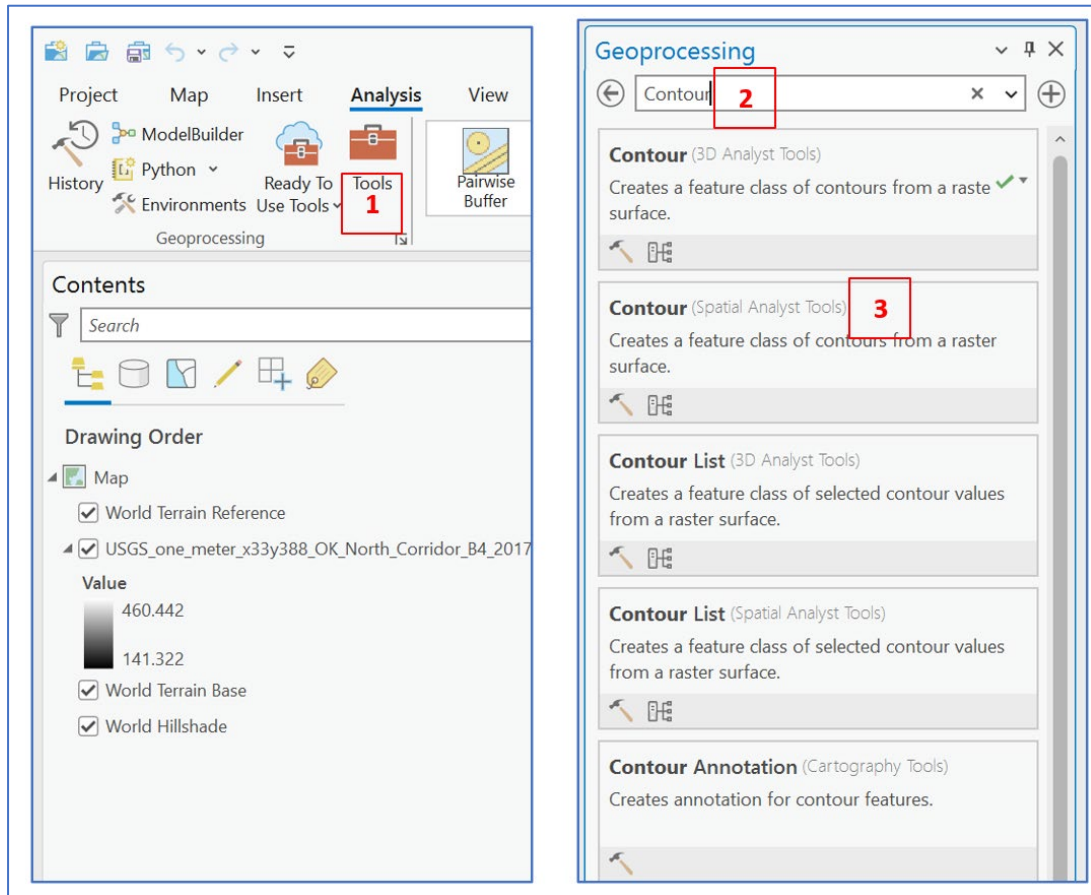 Project Map Insert Analysis View
History
ModelBuilder
Python
Environments
Ready To
Use Tools
Tools
1
Pairwise
Buffer
Geoprocessing
Contents
Search
Drawing Order
Map
World Terrain Reference
USGS_one_meter_x33y388_OK_North_Corridor_B4_2017
Value
460.442
141.322
World Terrain Base
World Hillshade
Geoprocessing
Contour 2
Contour (3D Analyst Tools)
Creates a feature class of contours from a raste
surface.
Contour (Spatial Analyst Tools) 3
Creates a feature class of contours from a raster
surface.
Contour List (3D Analyst Tools)
Creates a feature class of selected contour values
from a raster surface.
Contour List (Spatial Analyst Tools)
Creates a feature class of selected contour values
from a raster surface.
Contour Annotation (Cartography Tools)
Creates annotation for contour features.